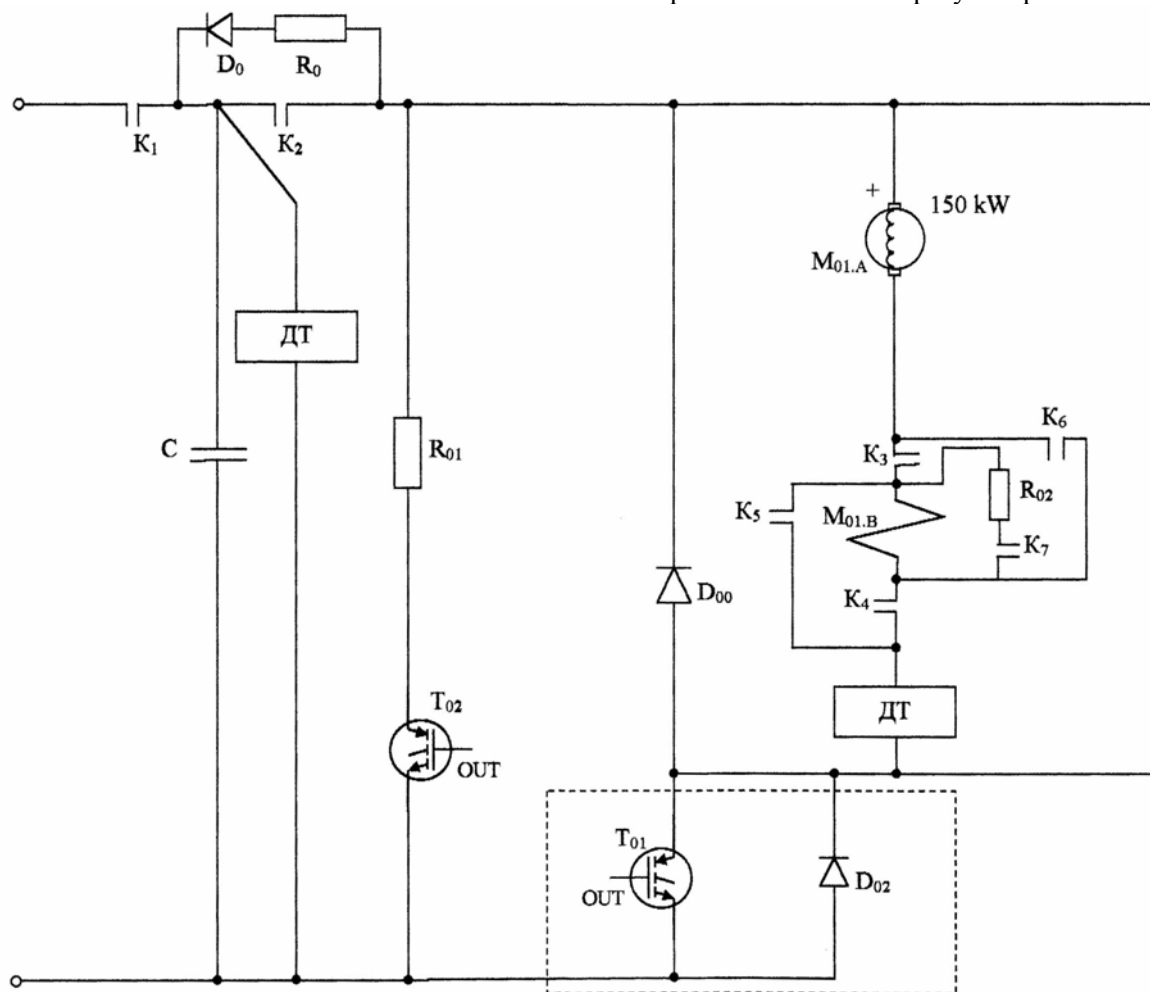 D₀
R₀
K₁
K₂
+
150 kW
M₀₁.A
ДТ
C
R₀₁
K₃
K₆
R₀₂
K₅
M₀₁.B
K₇
D₀₀
K₄
T₀₂
OUT
ДТ
T₀₁
OUT
D₀₂